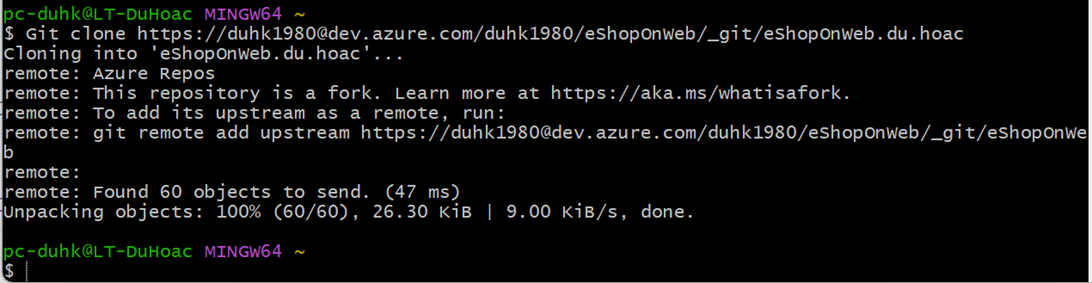 pc-duhk@LT-DuHoac MINGW64 ~
$ Git clone https://duhk1980@dev.azure.com/duhk1980/eShopOnWeb/_git/eShopOnWeb.du.hoac
Cloning into 'eShopOnWeb.du.hoac'...
remote: Azure Repos
remote: This repository is a fork. Learn more at https://aka.ms/whatisafork.
remote: To add its upstream as a remote, run:
remote: git remote add upstream https://duhk1980@dev.azure.com/duhk1980/eShopOnWeb/_git/eShopOnWe
b
remote:
remote: Found 60 objects to send. (47 ms)
Unpacking objects: 100% (60/60), 26.30 KiB | 9.00 KiB/s, done.
pc-duhk@LT-DuHoac MINGW64 ~
$